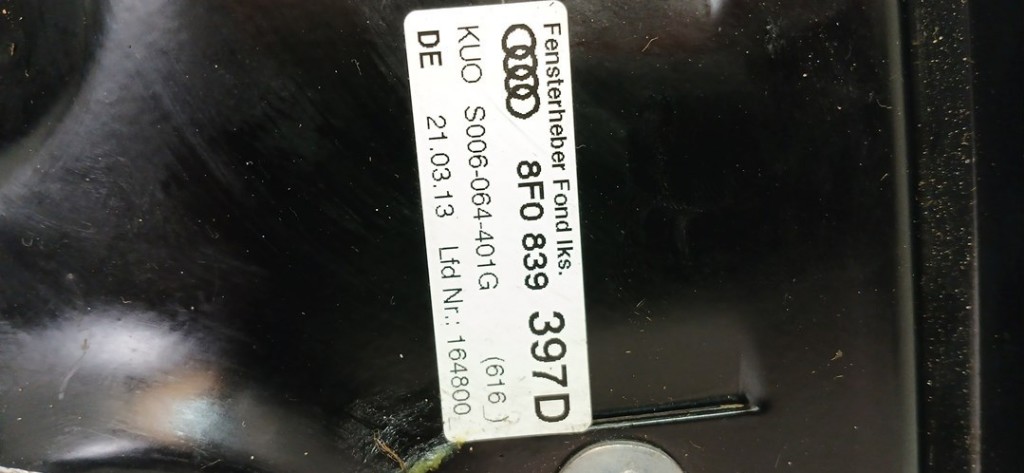 Fensterheber Fond lks.
8F0 839 397D
KUO S006-064-401G (616)
DE 21.03.13 Lfd Nr.: 164800